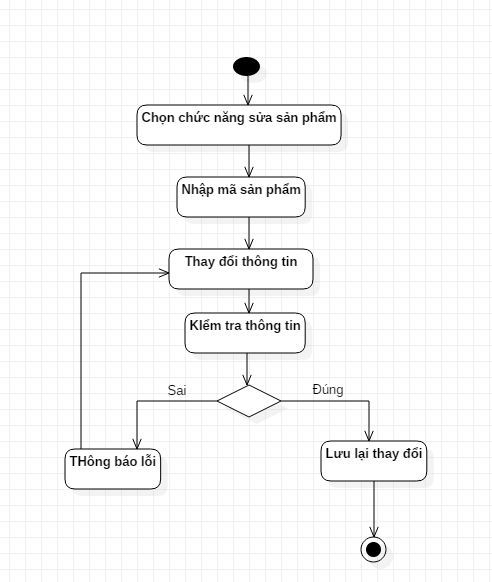 Chọn chức năng sửa sản phẩm
Nhập mã sản phẩm
Thay đổi thông tin
KIểm tra thông tin
Sai
Đúng
THông báo lỗi
Lưu lại thay đổi